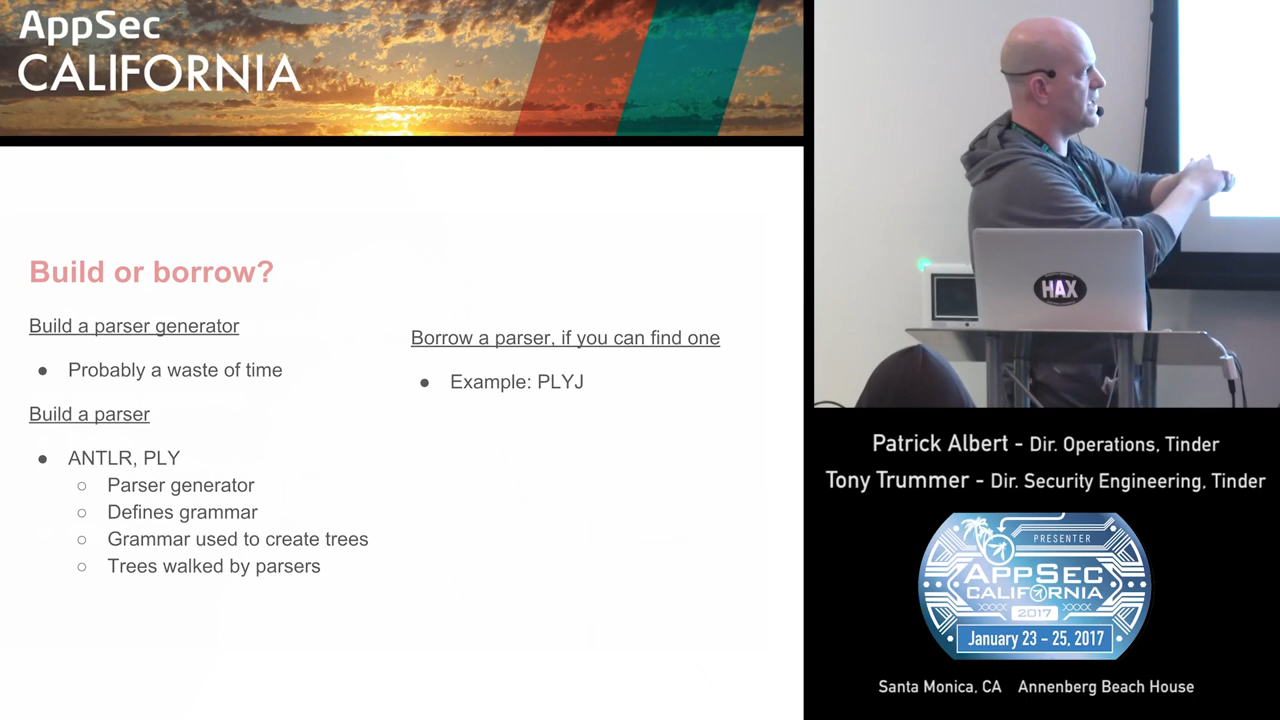 AppSec
CALIFORNIA
Build or borrow?
Build a parser generator
● Probably a waste of time
Build a parser
● ANTLR, PLY
○ Parser generator
○ Defines grammar
○ Grammar used to create trees
○ Trees walked by parsers
Borrow a parser, if you can find one
● Example: PLYJ
HAX
Patrick Albert - Dir. Operations, Tinder
Tony Trummer - Dir. Security Engineering, Tinder
PRESENTER
APPSEC
CALIFORNIA
2017
January 23 - 25, 2017
Santa Monica, CA Annenberg Beach House